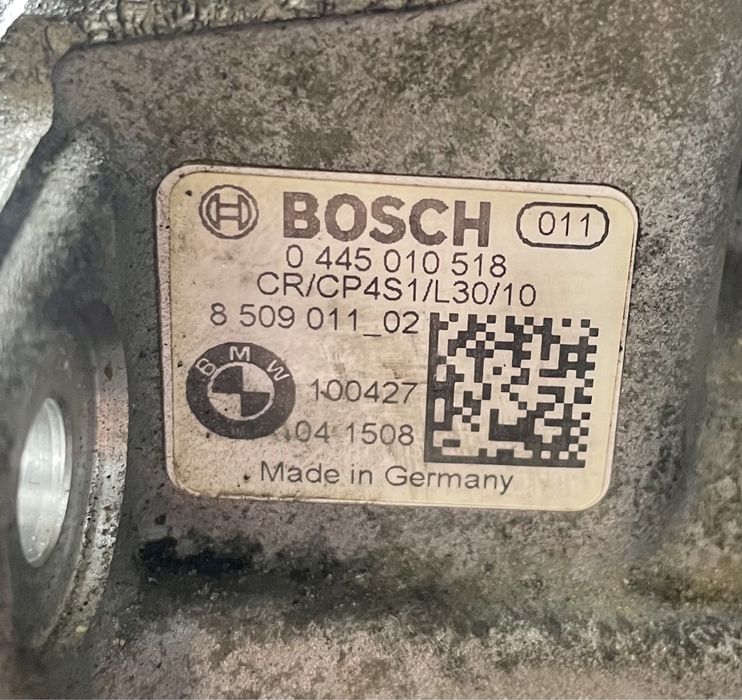 BOSCH 011
0 445 010 518
CR/CP4S1/L30/10
8 509 011_02
BMW
100427
04 1508
Made in Germany